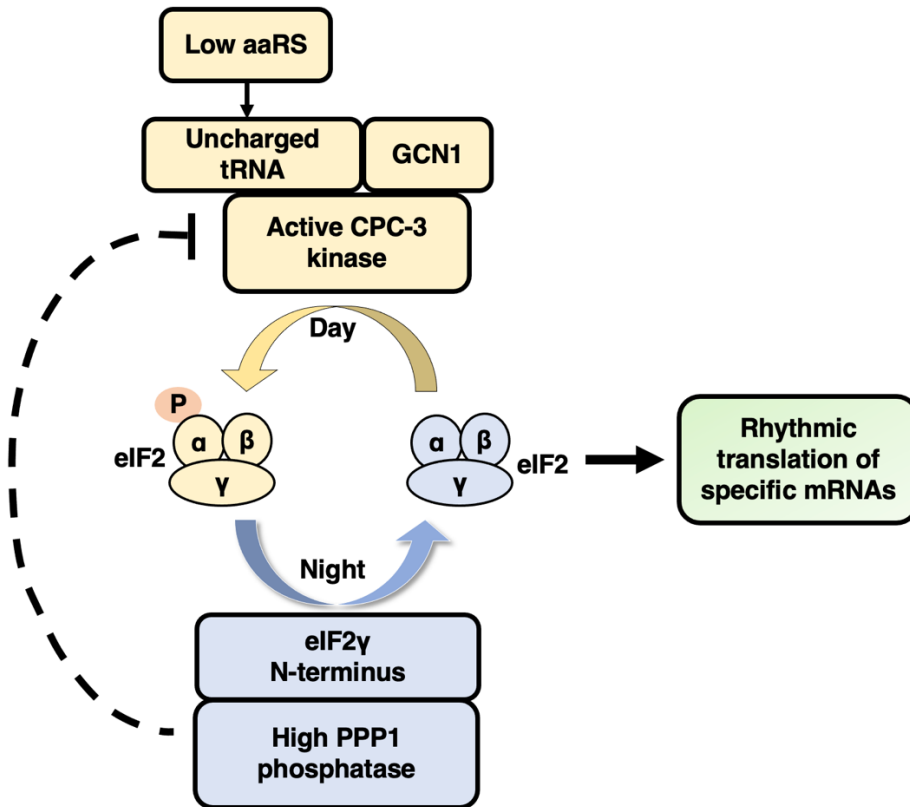 Low aaRS
Uncharged
tRNA
GCN1
Active CPC-3
kinase
Day
P
α
β
eIF2
γ
α
β
eIF2
γ
Rhythmic
translation of
specific mRNAs
Night
eIF2γ
N-terminus
High PPP1
phosphatase